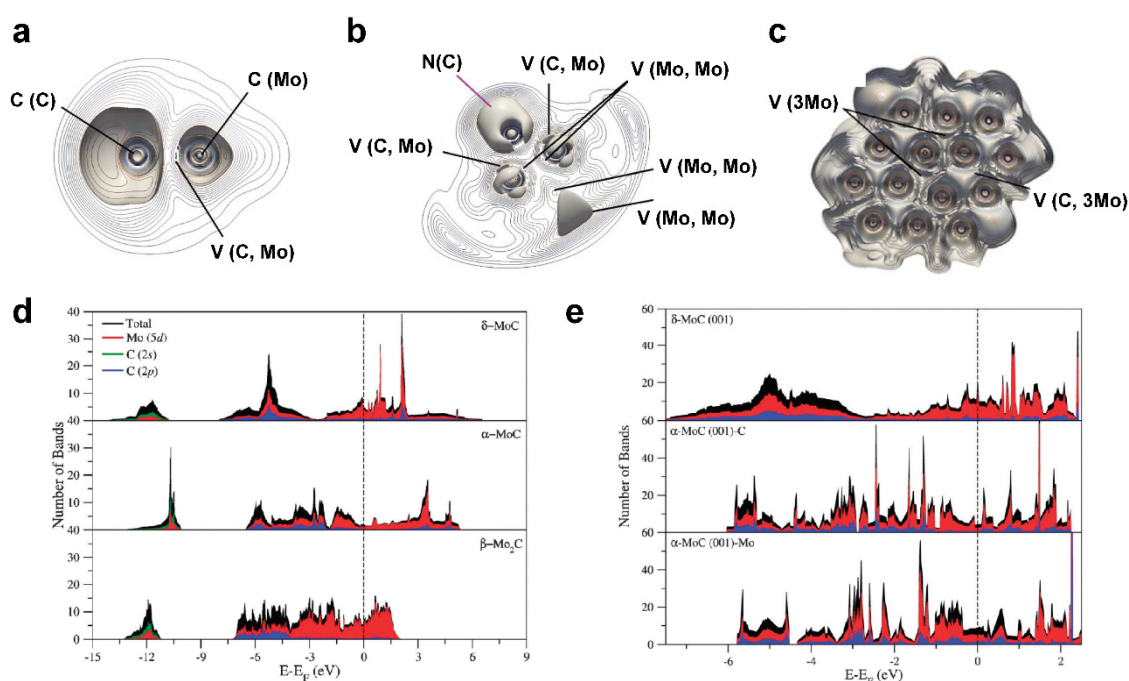 a
b
c
C (C)
C (Mo)
V (C, Mo)
N(C)
V (C, Mo)
V (Mo, Mo)
V (C, Mo)
V (Mo, Mo)
V (Mo, Mo)
V (3Mo)
V (C, 3Mo)
d
Number of Bands
40
30
20
10
Total
Mo (5d)
C (2s)
C (2p)
δ−MoC
40
30
20
10
α−MoC
40
30
20
10
0
β−Mo₂C
-15 -12 -9 -6 -3 0 3 6 9
E-E_F (eV)
e
Number of Bands
60
40
20
δ-MoC (001)
60
40
20
α-MoC (001)-C
60
40
20
0
α-MoC (001)-Mo
-6 -4 -2 0 2
E-E_F (eV)